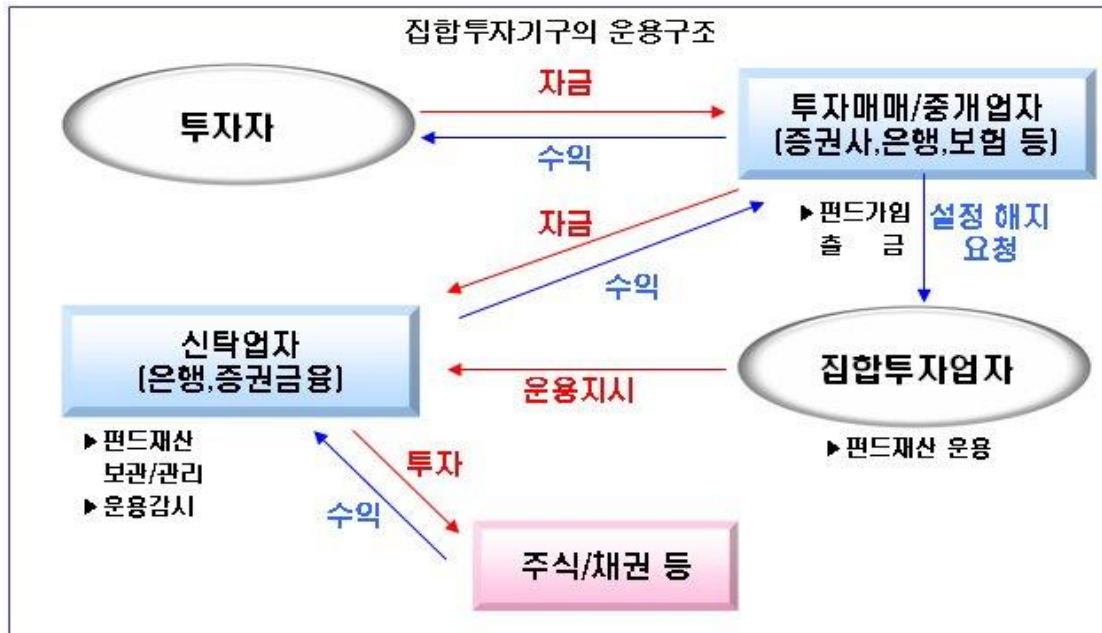 집합투자기구의 운용구조
투자자
자금
수익
투자매매/중개업자
(증권사,은행,보험 등)
자금
수익
▶펀드가입
출 금
설정 해지
요청
신탁업자
(은행,증권금융)
운용지시
집합투자업자
▶펀드재산
보관/관리
▶운용감시
투자
수익
▶펀드재산 운용
주식/채권 등